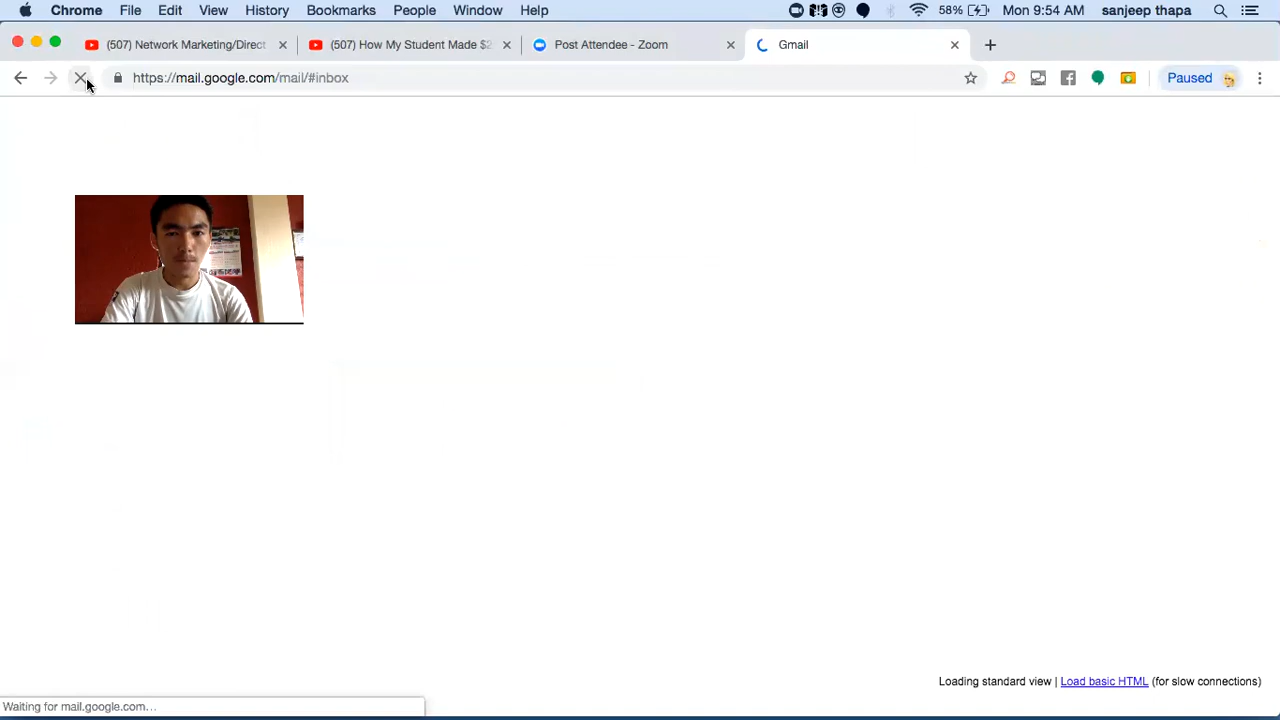 Chrome File Edit View History Bookmarks People Window Help 58% Mon 9:54 AM sanjeep thapa
(507) Network Marketing/Direct (507) How My Student Made $2 Post Attendee - Zoom Gmail
https://mail.google.com/mail/#inbox Paused
Loading standard view | Load basic HTML (for slow connections)
Waiting for mail.google.com…